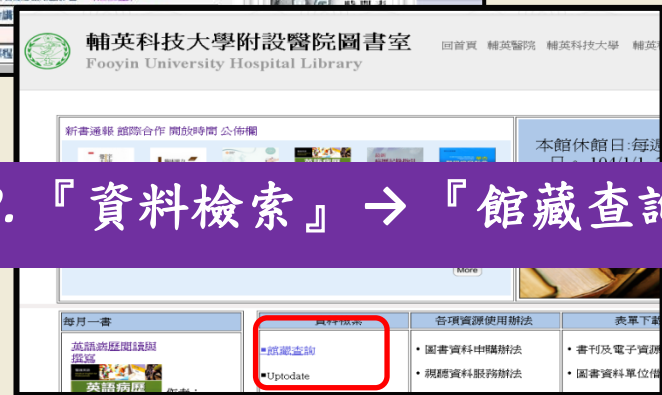 輔英科技大學附設醫院圖書室
Fooyin University Hospital Library
回首頁 輔英醫院 輔英科技大學 輔英
新書通報 館際合作 開放時間 公佈欄
本館休館日:每週
『資料檢索』→『館藏查詢
More
每月一書
資料檢索
各項資源使用辦法
表單下載
英語病歷閱讀與
撰寫
英語病歷
作者:
▪館藏查詢
▪Uptodate
• 圖書資料申購辦法
• 視聽資料服務辦法
• 書刊及電子資源
• 圖書資料單位借